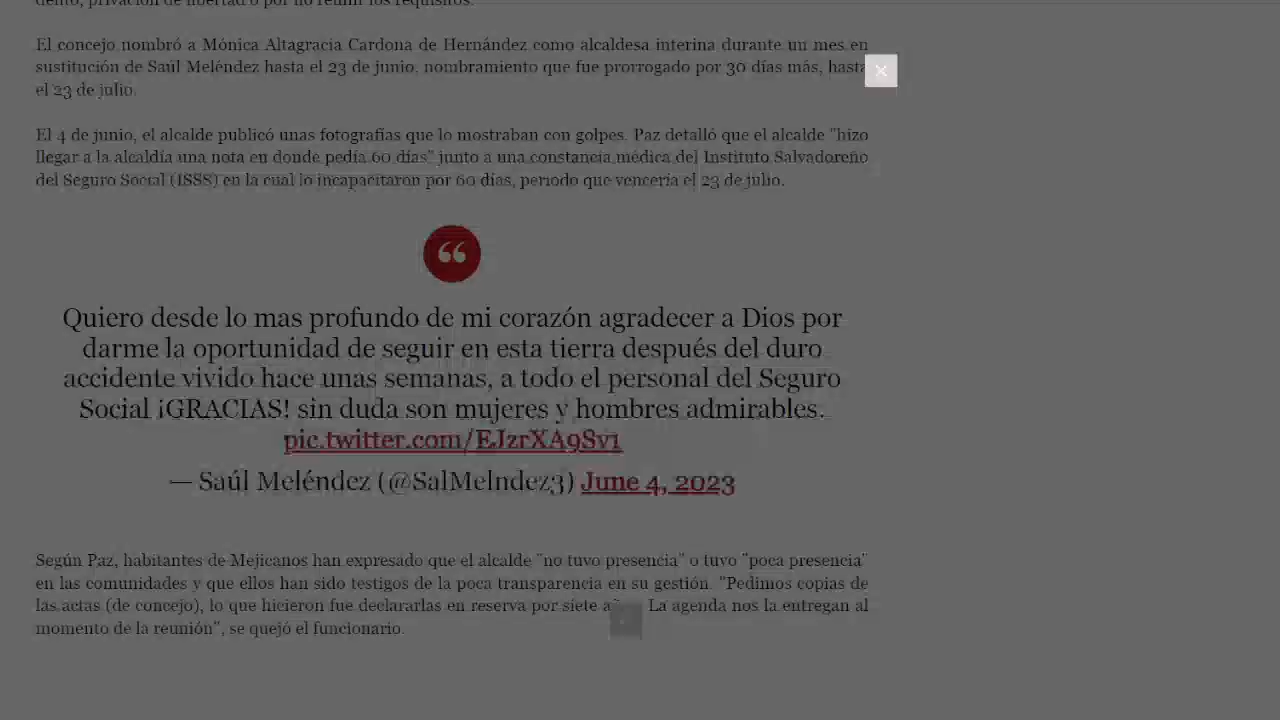 dento, privación de libertad o por no reunir los requisitos.
El concejo nombró a Mónica Altagracia Cardona de Hernández como alcaldesa interina durante un mes en
sustitución de Saúl Meléndez hasta el 23 de junio, nombramiento que fue prorrogado por 30 días más, hasta
el 23 de julio.
El 4 de junio, el alcalde publicó unas fotografías que lo mostraban con golpes. Paz detalló que el alcalde "hizo
llegar a la alcaldía una nota en donde pedía 60 días" junto a una constancia médica del Instituto Salvadoreño
del Seguro Social (ISSS) en la cual lo incapacitaron por 60 días, periodo que vencería el 23 de julio.
Quiero desde lo mas profundo de mi corazón agradecer a Dios por
darme la oportunidad de seguir en esta tierra después del duro
accidente vivido hace unas semanas, a todo el personal del Seguro
Social ¡GRACIAS! sin duda son mujeres y hombres admirables.
pic.twitter.com/EJzrXA9Sv1
— Saúl Meléndez (@SalMelndez3) June 4, 2023
Según Paz, habitantes de Mejicanos han expresado que el alcalde "no tuvo presencia" o tuvo "poca presencia"
en las comunidades y que ellos han sido testigos de la poca transparencia en su gestión. "Pedimos copias de
las actas (de concejo), lo que hicieron fue declararlas en reserva por siete La agenda nos la entregan al
momento de la reunión", se quejó el funcionario.